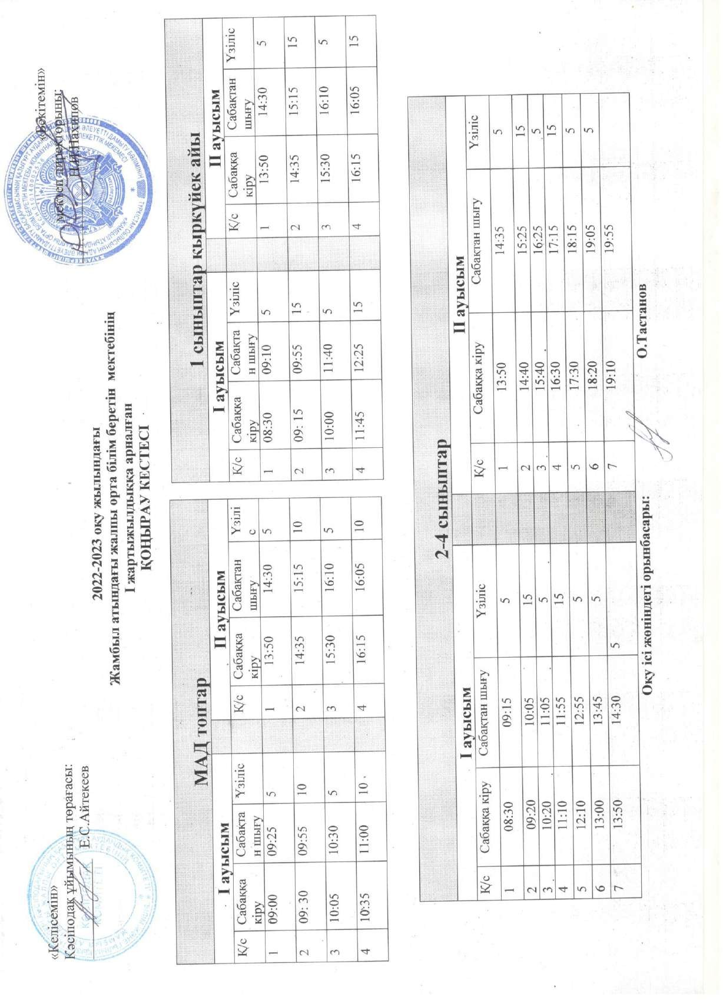 «Келісемін»
Кәсіподақ ұйымының төрағасы:
Е.С.Айтекеев
«Бекітемін»
мектеп директорының:
Н.И.Нахипов
2022-2023 оқу жылындағы
Жамбыл атындағы жалпы орта білім беретін мектебінің
І жартыжылдыққа арналған
ҚОҢЫРАУ КЕСТЕСІ
МАД топтар
І ауысым ІІ ауысым
Қ/с Сабаққа кіру Сабақта н шығу Үзіліс Қ/с Сабаққа кіру Сабақтан шығу Үзілі с
1 09:00 09:25 5 1 13:50 14:30 5
2 09: 30 09:55 10 2 14:35 15:15 10
3 10:05 10:30 5 3 15:30 16:10 5
4 10:35 11:00 10 4 16:15 16:05 10
1 сыныптар қыркүйек айы
І ауысым ІІ ауысым
Қ/с Сабаққа кіру Сабақта н шығу Үзіліс Қ/с Сабаққа кіру Сабақтан шығу Үзіліс
1 08:30 09:10 5 1 13:50 14:30 5
2 09: 15 09:55 15 2 14:35 15:15 15
3 10:00 11:40 5 3 15:30 16:10 5
4 11:45 12:25 15 4 16:15 16:05 15
2-4 сыныптар
І ауысым ІІ ауысым
Қ/с Сабаққа кіру Сабақтан шығу Үзіліс Қ/с Сабаққа кіру Сабақтан шығу Үзіліс
1 08:30 09:15 5 1 13:50 14:35 5
2 09:20 10:05 15 2 14:40 15:25 15
3 10:20 11:05 5 3 15:40 16:25 5
4 11:10 11:55 15 4 16:30 17:15 15
5 12:10 12:55 5 5 17:30 18:15 5
6 13:00 13:45 5 6 18:20 19:05 5
7 13:50 14:30 5 7 19:10 19:55
Оқу ісі жөніндегі орынбасары: О.Тастанов